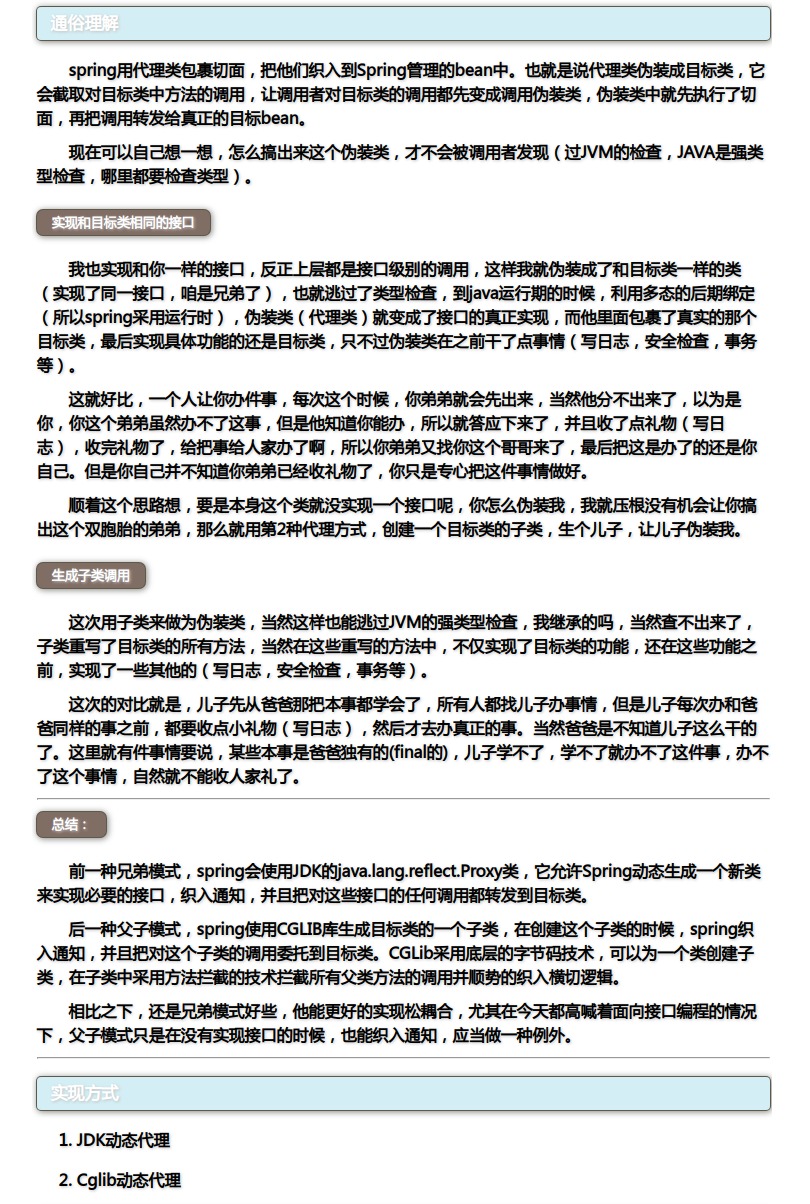 通俗理解
spring用代理类包裹切面，把他们织入到Spring管理的bean中。也就是说代理类伪装成目标类，它
会截取对目标类中方法的调用，让调用者对目标类的调用都先变成调用伪装类，伪装类中就先执行了切
面，再把调用转发给真正的目标bean。
现在可以自己想一想，怎么搞出来这个伪装类，才不会被调用者发现（过JVM的检查，JAVA是强类
型检查，哪里都要检查类型）。
实现和目标类相同的接口
我也实现和你一样的接口，反正上层都是接口级别的调用，这样我就伪装成了和目标类一样的类
（实现了同一接口，咱是兄弟了），也就逃过了类型检查，到java运行期的时候，利用多态的后期绑定
（所以spring采用运行时），伪装类（代理类）就变成了接口的真正实现，而他里面包裹了真实的那个
目标类，最后实现具体功能的还是目标类，只不过伪装类在之前干了点事情（写日志，安全检查，事务
等）。
这就好比，一个人让你办件事，每次这个时候，你弟弟就会先出来，当然他分不出来了，以为是
你，你这个弟弟虽然办不了这事，但是他知道你能办，所以就答应下来了，并且收了点礼物（写日
志），收完礼物了，给把事给人家办了啊，所以你弟弟又找你这个哥哥来了，最后把这是办了的还是你
自己。但是你自己并不知道你弟弟已经收礼物了，你只是专心把这件事情做好。
顺着这个思路想，要是本身这个类就没实现一个接口呢，你怎么伪装我，我就压根没有机会让你搞
出这个双胞胎的弟弟，那么就用第2种代理方式，创建一个目标类的子类，生个儿子，让儿子伪装我。
生成子类调用
这次用子类来做为伪装类，当然这样也能逃过JVM的强类型检查，我继承的吗，当然查不出来了，
子类重写了目标类的所有方法，当然在这些重写的方法中，不仅实现了目标类的功能，还在这些功能之
前，实现了一些其他的（写日志，安全检查，事务等）。
这次的对比就是，儿子先从爸爸那把本事都学会了，所有人都找儿子办事情，但是儿子每次办和爸
爸同样的事之前，都要收点小礼物（写日志），然后才去办真正的事。当然爸爸是不知道儿子这么干的
了。这里就有件事情要说，某些本事是爸爸独有的(final的)，儿子学不了，学不了就办不了这件事，办不
了这个事情，自然就不能收人家礼了。
总结：
前一种兄弟模式，spring会使用JDK的java.lang.reflect.Proxy类，它允许Spring动态生成一个新类
来实现必要的接口，织入通知，并且把对这些接口的任何调用都转发到目标类。
后一种父子模式，spring使用CGLIB库生成目标类的一个子类，在创建这个子类的时候，spring织
入通知，并且把对这个子类的调用委托到目标类。CGLib采用底层的字节码技术，可以为一个类创建子
类，在子类中采用方法拦截的技术拦截所有父类方法的调用并顺势的织入横切逻辑。
相比之下，还是兄弟模式好些，他能更好的实现松耦合，尤其在今天都高喊着面向接口编程的情况
下，父子模式只是在没有实现接口的时候，也能织入通知，应当做一种例外。
实现方式
1. JDK动态代理
2. Cglib动态代理